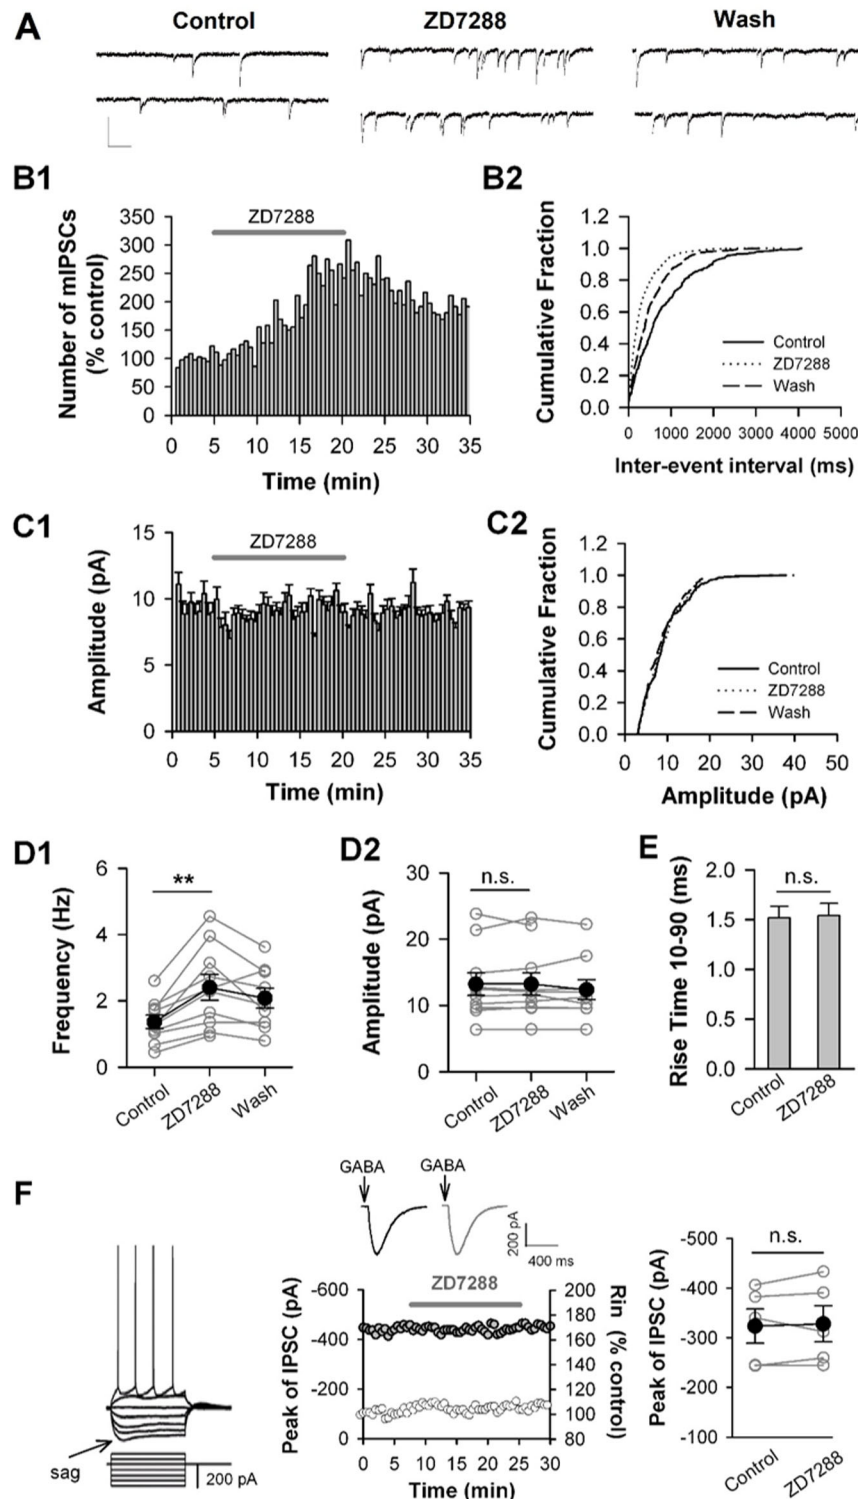 A
Control
ZD7288
Wash
B1
Number of mIPSCs
(% control)
350
300
250
200
150
100
50
0
ZD7288
0 5 10 15 20 25 30 35
Time (min)
B2
Cumulative Fraction
1.2
1.0
0.8
0.6
0.4
0.2
0.0
Control
ZD7288
Wash
0 1000 2000 3000 4000 5000
Inter-event interval (ms)
C1
Amplitude (pA)
15
10
5
0
ZD7288
0 5 10 15 20 25 30 35
Time (min)
C2
Cumulative Fraction
1.2
1.0
0.8
0.6
0.4
0.2
0.0
Control
ZD7288
Wash
0 10 20 30 40 50
Amplitude (pA)
D1
Frequency (Hz)
6
4
2
0
**
Control
ZD7288
Wash
D2
Amplitude (pA)
30
20
10
0
n.s.
Control
ZD7288
Wash
E
Rise Time 10-90 (ms)
2.0
1.5
1.0
0.5
0.0
n.s.
Control
ZD7288
F
sag
200 pA
GABA
GABA
200 pA
400 ms
Peak of IPSC (pA)
-600
-400
-200
0
ZD7288
200
180
160
140
120
100
80
Rin (% control)
0 5 10 15 20 25 30
Time (min)
Peak of IPSC (pA)
-500
-400
-300
-200
-100
n.s.
Control
ZD7288